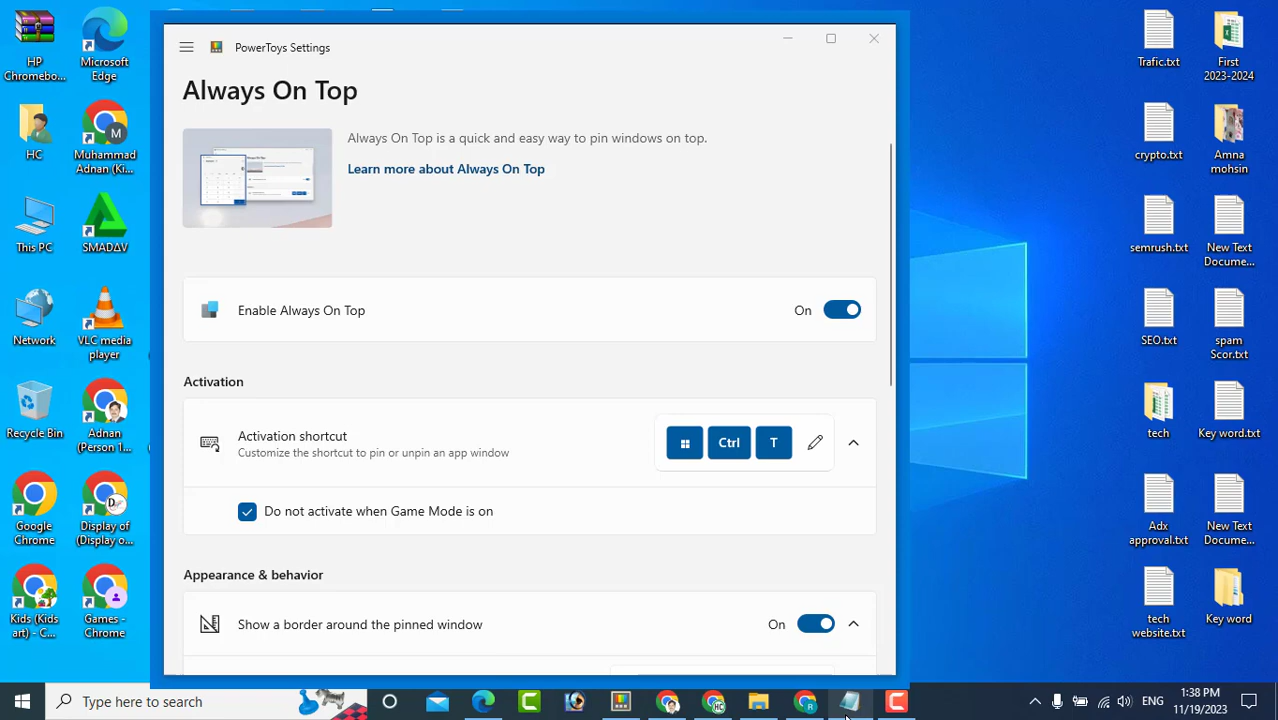 HP
Chromebo...
Microsoft
Edge
HC
Muhammad
Adnan (Ki...
This PC
SMADΔV
Network
VLC media
player
Recycle Bin
Adnan
(Person 1...
Google
Chrome
Display of
(Display o...
Kids (Kids
art) - C...
Games -
Chrome
PowerToys Settings
Always On Top
Always On Top is a quick and easy way to pin windows on top.
Learn more about Always On Top
Enable Always On Top
On
Activation
Activation shortcut
Customize the shortcut to pin or unpin an app window
Ctrl
T
Do not activate when Game Mode is on
Appearance & behavior
Show a border around the pinned window
On
Trafic.txt
First
2023-2024
crypto.txt
Amna
mohsin
semrush.txt
New Text
Docume...
SEO.txt
spam
Scor.txt
tech
Key word.txt
Adx
approval.txt
New Text
Docume...
tech
website.txt
Key word
Type here to search
ENG
1:38 PM
11/19/2023